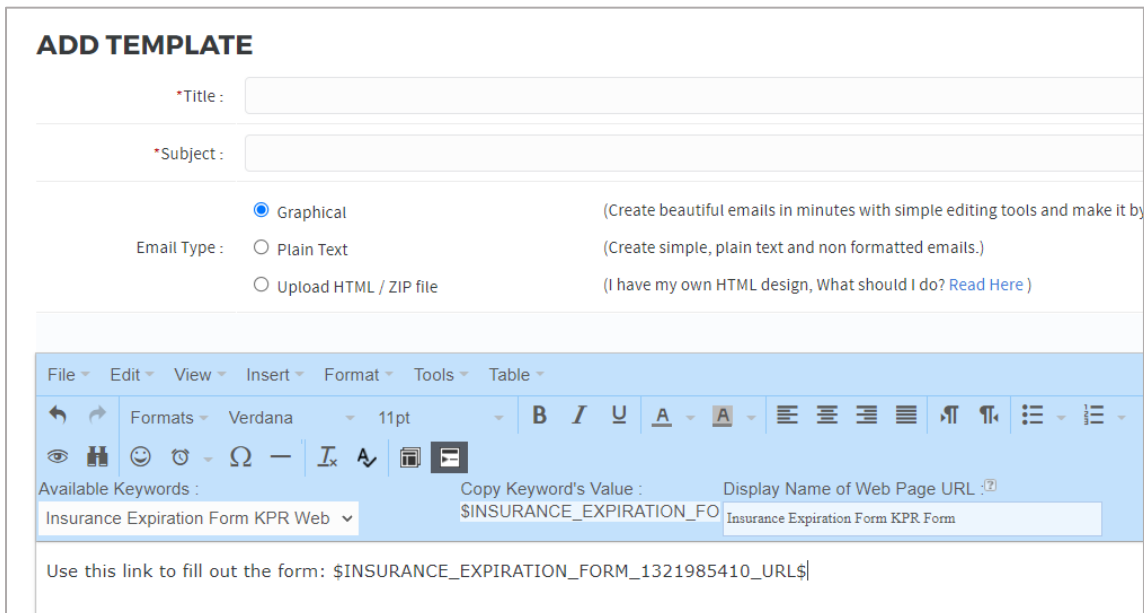 ADD TEMPLATE
*Title :
*Subject :
Email Type :
Graphical (Create beautiful emails in minutes with simple editing tools and make it by
Plain Text (Create simple, plain text and non formatted emails.)
Upload HTML / ZIP file (I have my own HTML design, What should I do? Read Here )
File Edit View Insert Format Tools Table
Formats Verdana 11pt B I U A A
Available Keywords : Copy Keyword's Value : Display Name of Web Page URL :
Insurance Expiration Form KPR Web $INSURANCE_EXPIRATION_FO Insurance Expiration Form KPR Form
Use this link to fill out the form: $INSURANCE_EXPIRATION_FORM_1321985410_URL$